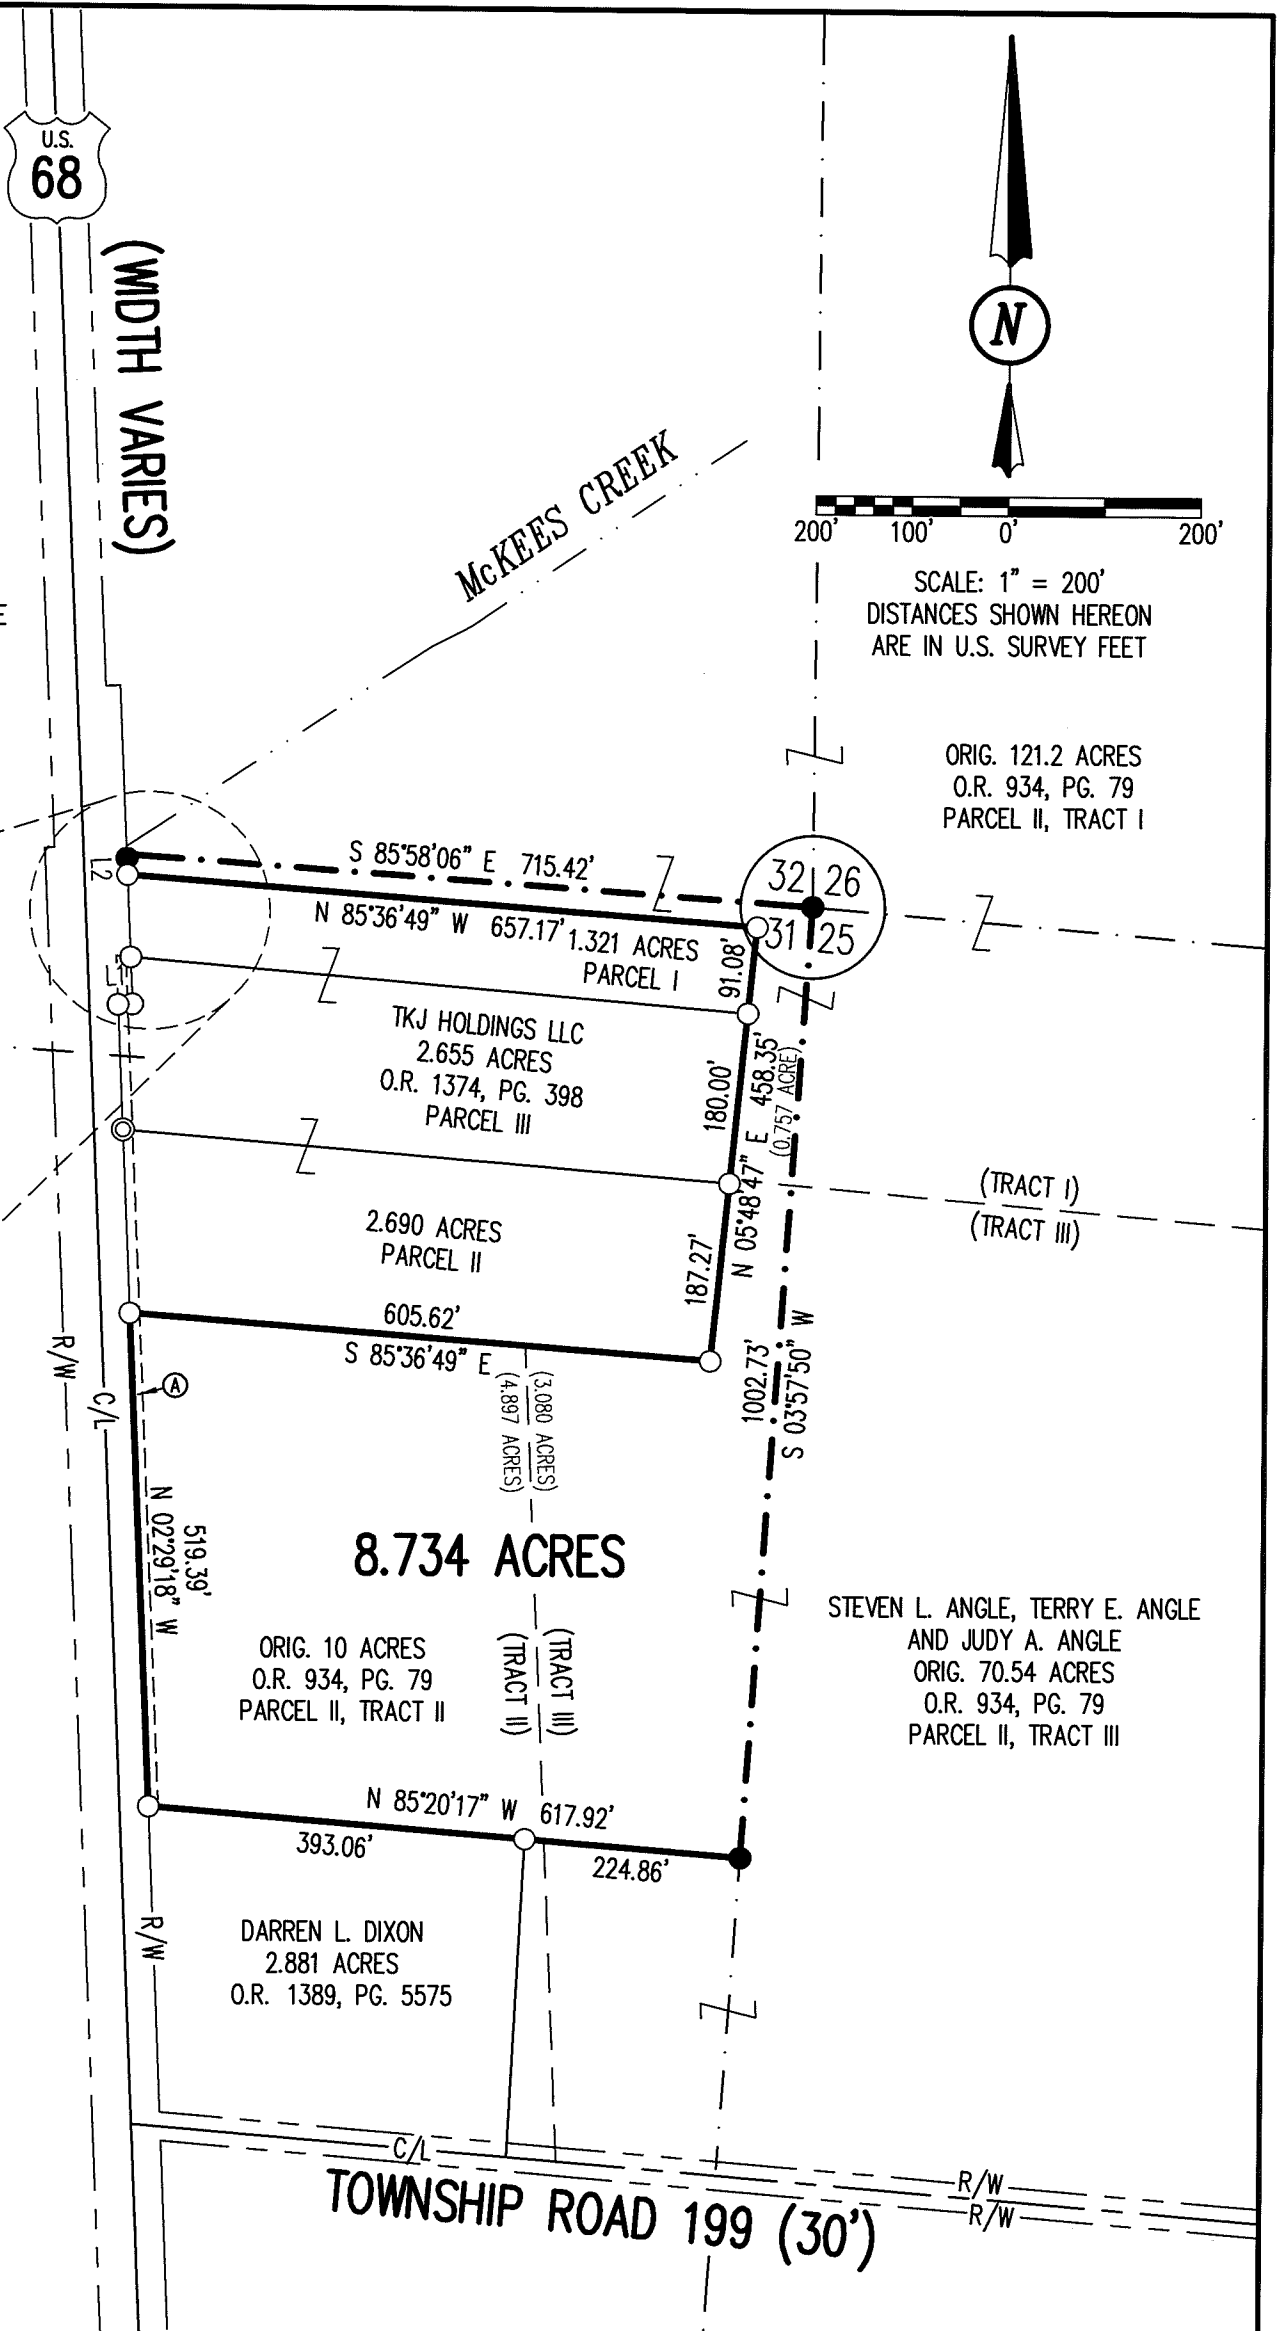 U.S.
68
(WIDTH VARIES)
N
McKEES CREEK
200' 100' 0' 200'
SCALE: 1" = 200'
DISTANCES SHOWN HEREON
ARE IN U.S. SURVEY FEET
E
ORIG. 121.2 ACRES
O.R. 934, PG. 79
PARCEL II, TRACT I
L2
S 85°58'06" E 715.42'
32 26
31 25
N 85°36'49" W 657.17'
1.321 ACRES
PARCEL I
91.08'
L1
TKJ HOLDINGS LLC
2.655 ACRES
O.R. 1374, PG. 398
PARCEL III
180.00'
N 05°48'47" E 458.35'
(0.757 ACRE)
(TRACT I)
(TRACT III)
2.690 ACRES
PARCEL II
187.27'
605.62'
S 85°36'49" E
R/W
C/L
A
(3.080 ACRES)
(4.897 ACRES)
1002.73'
S 03°57'50" W
519.39'
N 02°29'18" W
8.734 ACRES
ORIG. 10 ACRES
O.R. 934, PG. 79
PARCEL II, TRACT II
(TRACT III)
(TRACT II)
STEVEN L. ANGLE, TERRY E. ANGLE
AND JUDY A. ANGLE
ORIG. 70.54 ACRES
O.R. 934, PG. 79
PARCEL II, TRACT III
N 85°20'17" W 617.92'
393.06'
224.86'
R/W
DARREN L. DIXON
2.881 ACRES
O.R. 1389, PG. 5575
C/L
R/W
R/W
TOWNSHIP ROAD 199 (30')